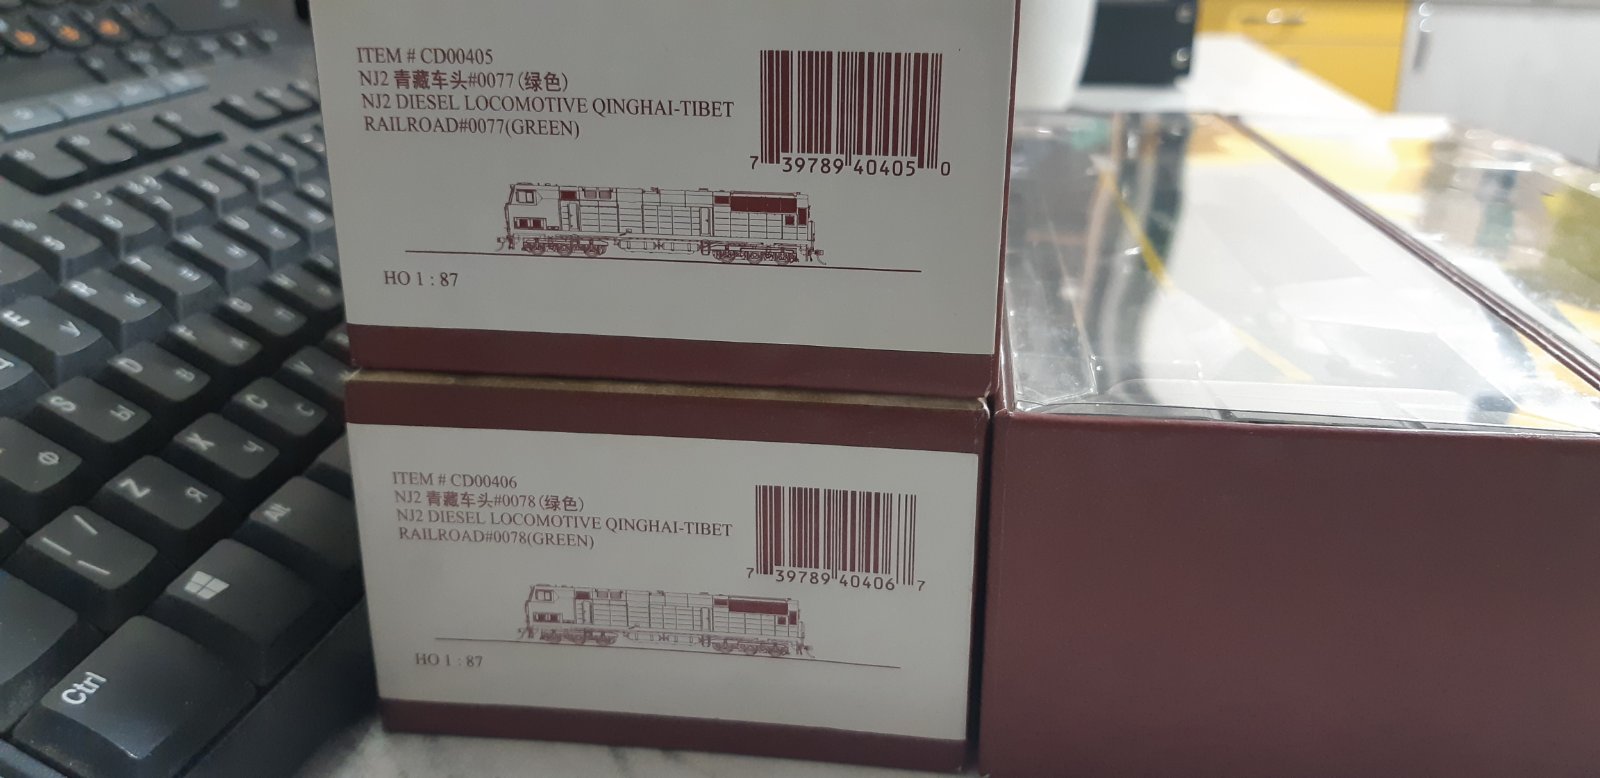 ITEM # CD00405
NJ2 青藏车头#0077(绿色)
NJ2 DIESEL LOCOMOTIVE QINGHAI-TIBET
RAILROAD#0077(GREEN)
7 39789 40405 0
HO 1 : 87
ITEM # CD00406
NJ2 青藏车头#0078(绿色)
NJ2 DIESEL LOCOMOTIVE QINGHAI-TIBET
RAILROAD#0078(GREEN)
7 39789 40406 7
HO 1 : 87
D В
S Ы
C С
X Ч
Z Я
Alt
Ctrl